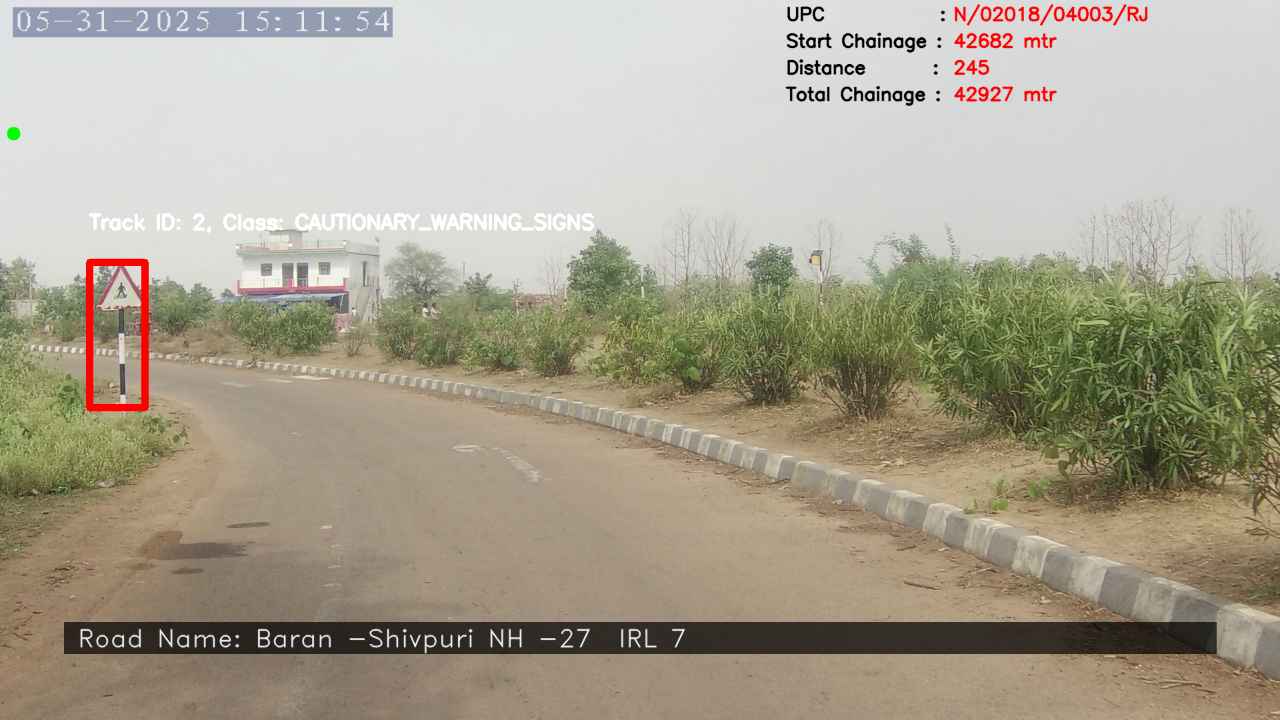 05-31-2025 15:11:54
UPC : N/02018/04003/RJ
Start Chainage : 42682 mtr
Distance : 245
Total Chainage : 42927 mtr
Track ID: 2, Class: CAUTIONARY_WARNING_SIGNS
Road Name: Baran -Shivpuri NH -27 IRL 7